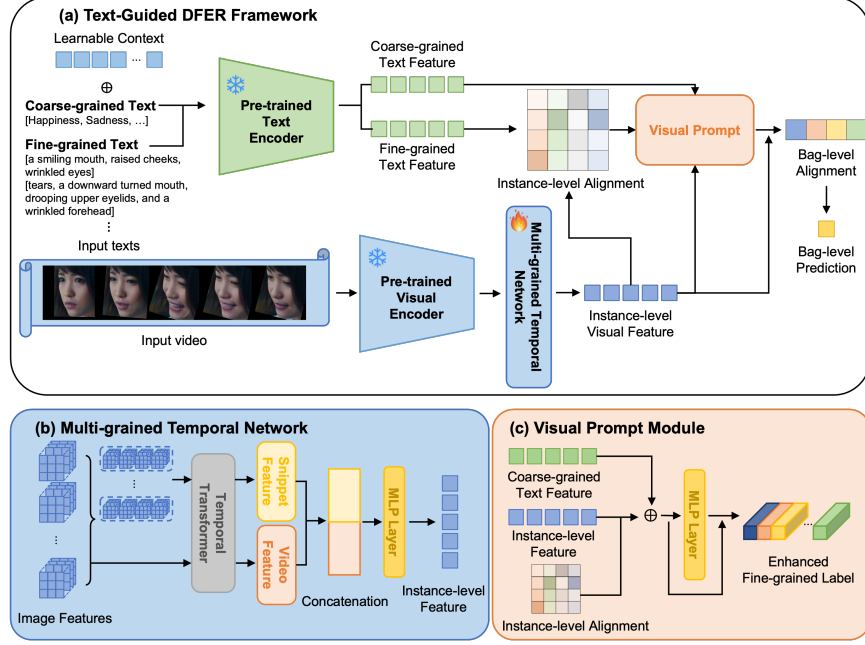 (a) Text-Guided DFER Framework
Learnable Context
...
⊕
Coarse-grained Text
[Happiness, Sadness, ...]
Fine-grained Text
[a smiling mouth, raised cheeks,
wrinkled eyes]
[tears, a downward turned mouth,
drooping upper eyelids, and a
wrinkled forehead]
⋮
Input texts
Input video
Pre-trained
Text
Encoder
Coarse-grained
Text Feature
Fine-grained
Text Feature
Instance-level Alignment
Visual Prompt
Bag-level
Alignment
Bag-level
Prediction
Pre-trained
Visual
Encoder
Multi-grained Temporal
Network
Instance-level
Visual Feature
(b) Multi-grained Temporal Network
...
Image Features
...
Temporal
Transformer
Snippet
Feature
Video
Feature
Concatenation
MLP Layer
Instance-level
Feature
(c) Visual Prompt Module
Coarse-grained
Text Feature
Instance-level
Feature
Instance-level Alignment
⊕
MLP Layer
...
Enhanced
Fine-grained Label